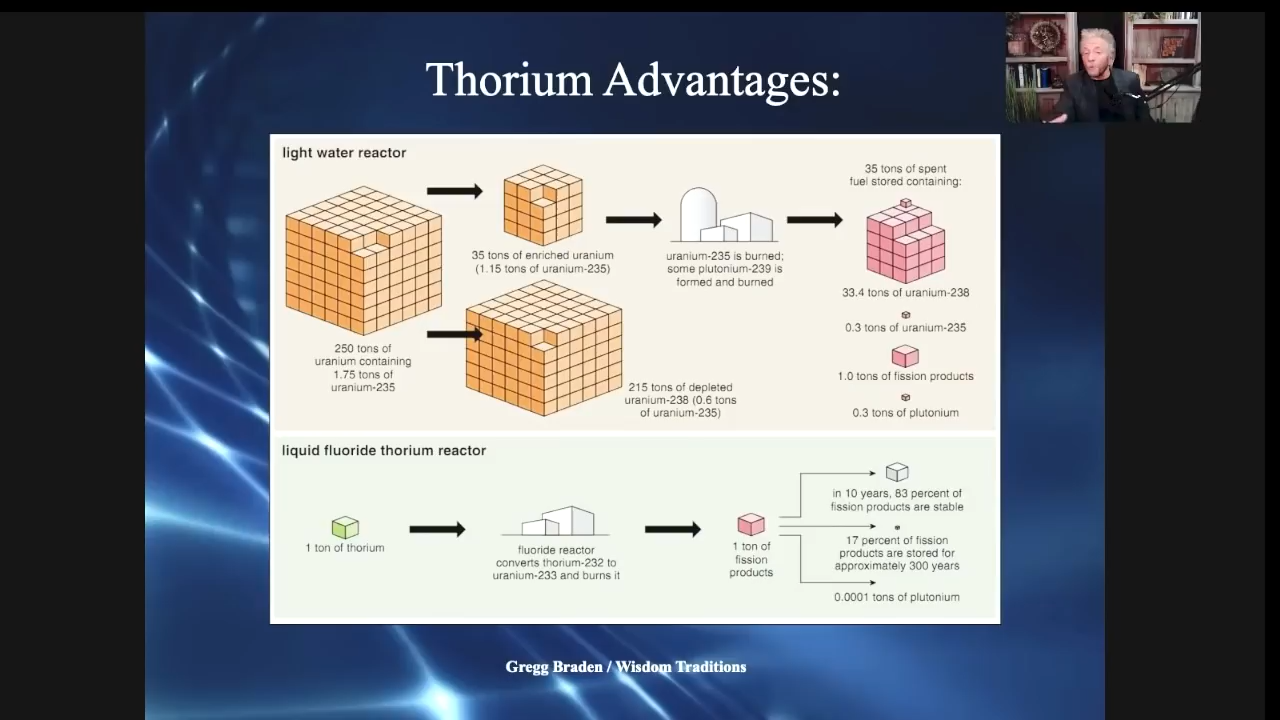 Thorium Advantages:
light water reactor
250 tons of
uranium containing
1.75 tons of
uranium-235
35 tons of enriched uranium
(1.15 tons of uranium-235)
215 tons of depleted
uranium-238 (0.6 tons
of uranium-235)
uranium-235 is burned;
some plutonium-239 is
formed and burned
35 tons of spent
fuel stored containing:
33.4 tons of uranium-238
0.3 tons of uranium-235
1.0 tons of fission products
0.3 tons of plutonium
liquid fluoride thorium reactor
1 ton of thorium
fluoride reactor
converts thorium-232 to
uranium-233 and burns it
1 ton of
fission
products
in 10 years, 83 percent of
fission products are stable
17 percent of fission
products are stored for
approximately 300 years
0.0001 tons of plutonium
Gregg Braden / Wisdom Traditions